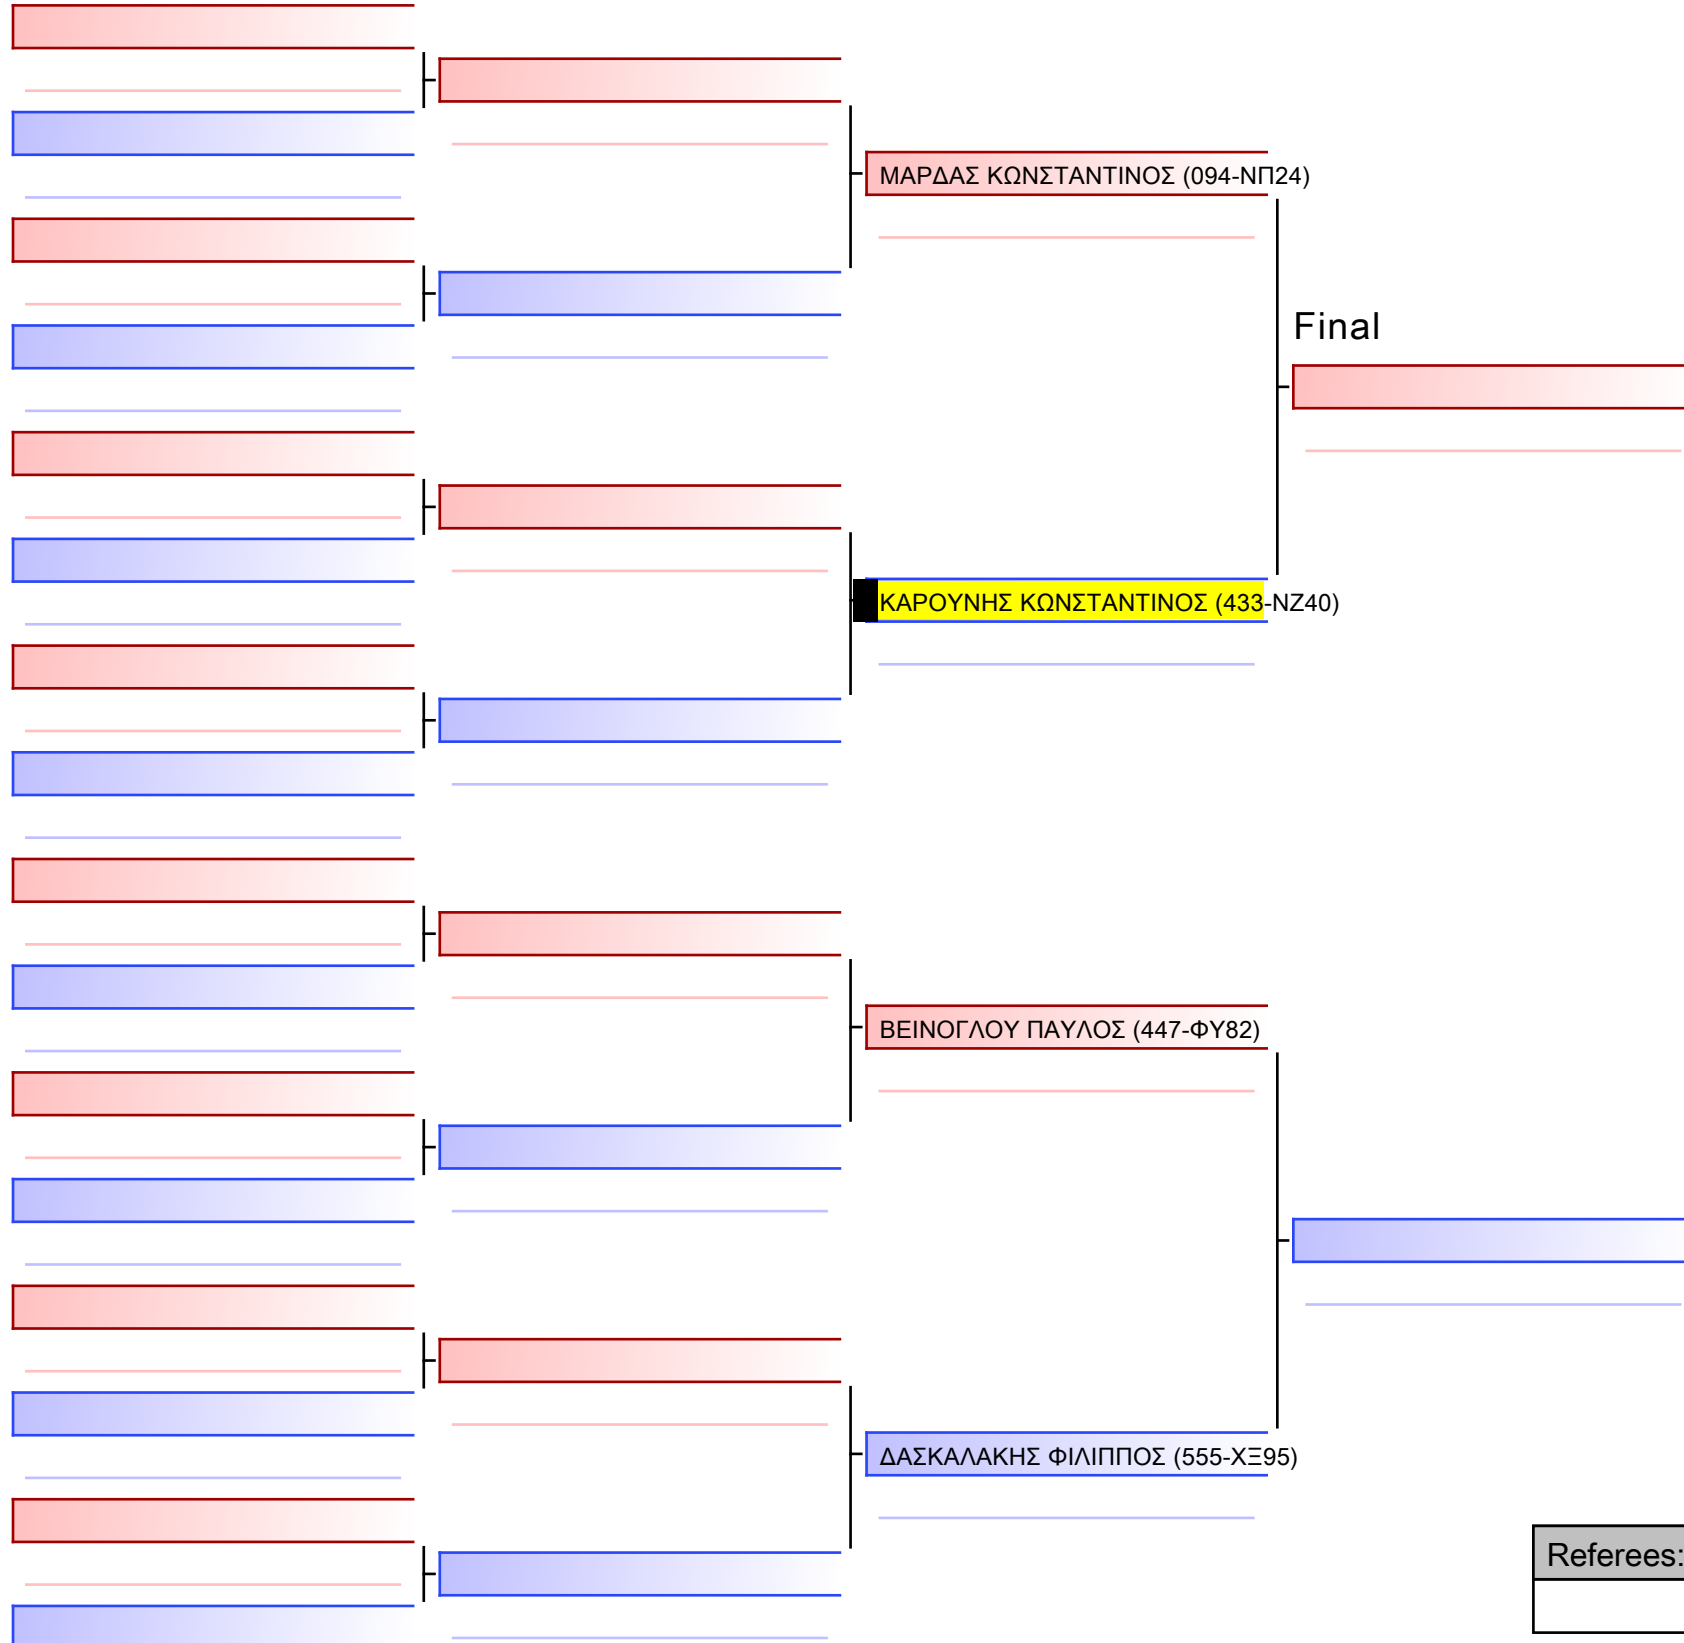 ΜΑΡΔΑΣ ΚΩΝΣΤΑΝΤΙΝΟΣ (094-ΝΠ24)
Final
ΚΑΡΟΥΝΗΣ ΚΩΝΣΤΑΝΤΙΝΟΣ (433-ΝΖ40)
ΒΕΙΝΟΓΛΟΥ ΠΑΥΛΟΣ (447-ΦΥ82)
ΔΑΣΚΑΛΑΚΗΣ ΦΙΛΙΠΠΟΣ (555-ΧΞ95)
Referees: